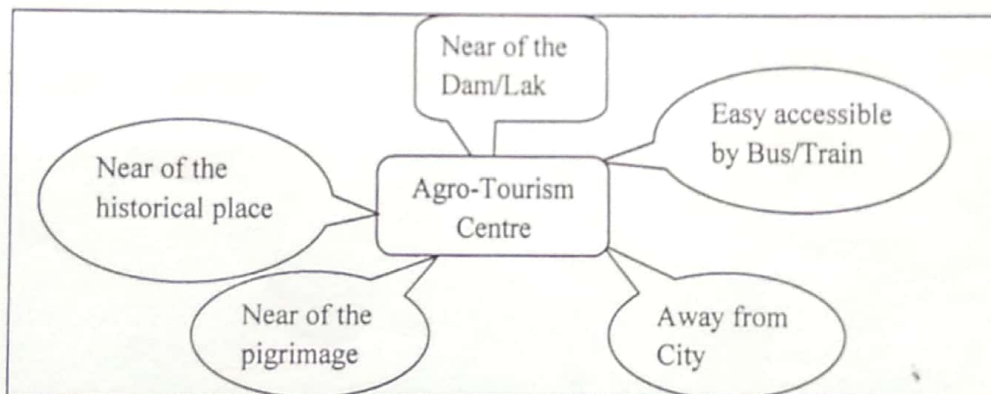 Near of the
Dam/Lak
Easy accessible
by Bus/Train
Near of the
historical place
Agro-Tourism
Centre
Near of the
pigrimage
Away from
City